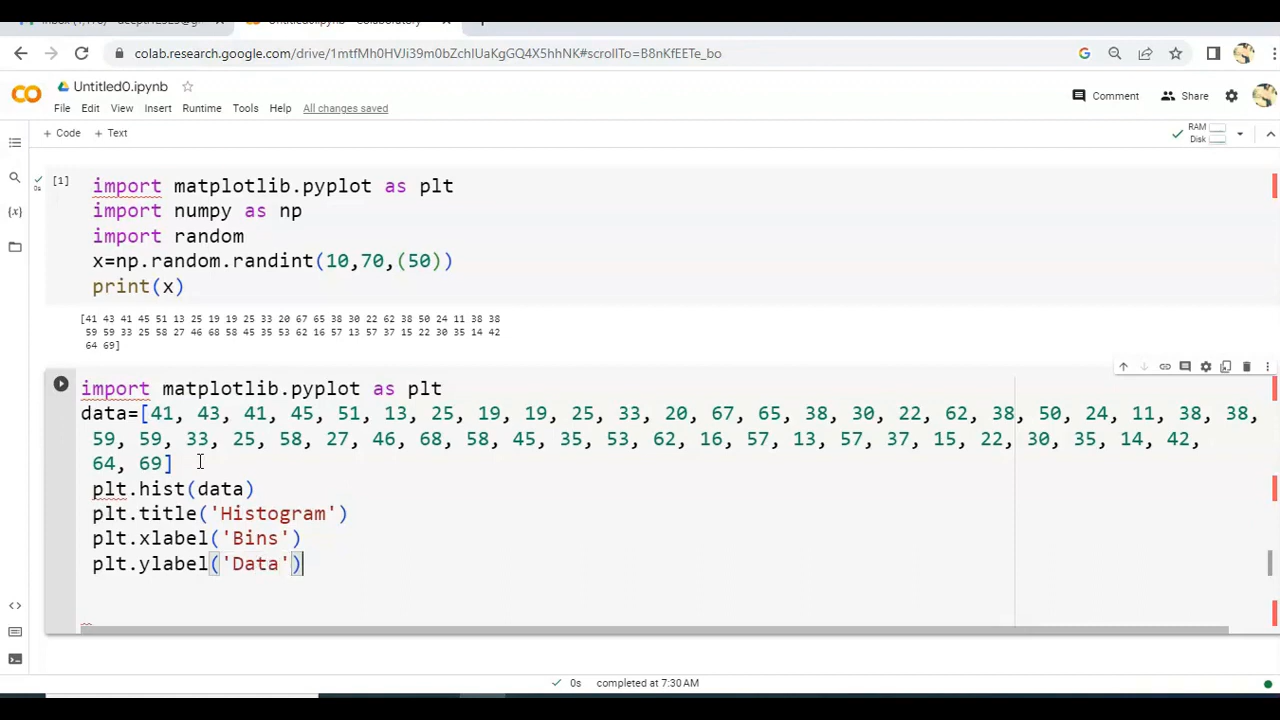 colab.research.google.com/drive/1mtfMh0HVJi39m0bZchIUaKgGQ4X5hhNK#scrollTo=B8nKfEETe_bo
Untitled0.ipynb
File Edit View Insert Runtime Tools Help All changes saved
Comment Share
+ Code + Text
RAM
Disk
[1]
0s
import matplotlib.pyplot as plt
import numpy as np
import random
x=np.random.randint(10,70,(50))
print(x)
[41 43 41 45 51 13 25 19 19 25 33 20 67 65 38 30 22 62 38 50 24 11 38 38
59 59 33 25 58 27 46 68 58 45 35 53 62 16 57 13 57 37 15 22 30 35 14 42
64 69]
import matplotlib.pyplot as plt
data=[41, 43, 41, 45, 51, 13, 25, 19, 19, 25, 33, 20, 67, 65, 38, 30, 22, 62, 38, 50, 24, 11, 38, 38,
59, 59, 33, 25, 58, 27, 46, 68, 58, 45, 35, 53, 62, 16, 57, 13, 57, 37, 15, 22, 30, 35, 14, 42,
64, 69]
plt.hist(data)
plt.title('Histogram')
plt.xlabel('Bins')
plt.ylabel('Data')
0s completed at 7:30 AM